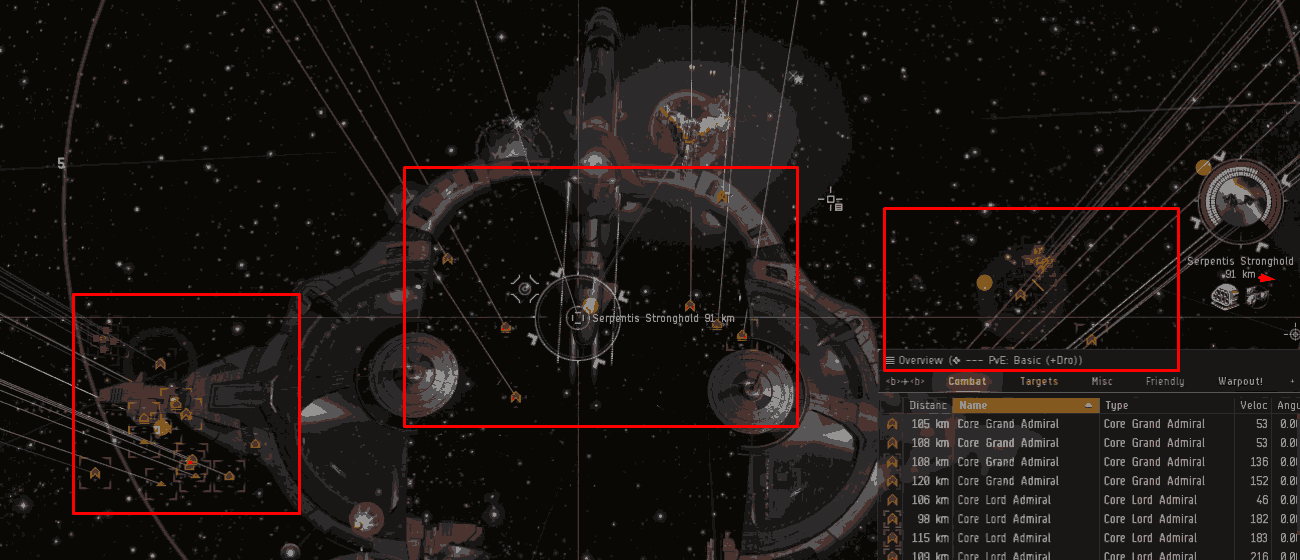 5
Serpentis Stronghold 91 km
Serpentis Stronghold
91 km
Overview (❖ --- PvE: Basic (+Dro))
<b>+<b> Combat Targets Misc Friendly Warpout! +
Distanc Name Type Veloc Angu
105 km Core Grand Admiral Core Grand Admiral 53 0.0
108 km Core Grand Admiral Core Grand Admiral 53 0.0
108 km Core Grand Admiral Core Grand Admiral 136 0.0
120 km Core Grand Admiral Core Grand Admiral 152 0.0
106 km Core Lord Admiral Core Lord Admiral 46 0.0
98 km Core Lord Admiral Core Lord Admiral 182 0.0
115 km Core Lord Admiral Core Lord Admiral 183 0.0
109 km Core Lord Admiral Core Lord Admiral 216 0.0